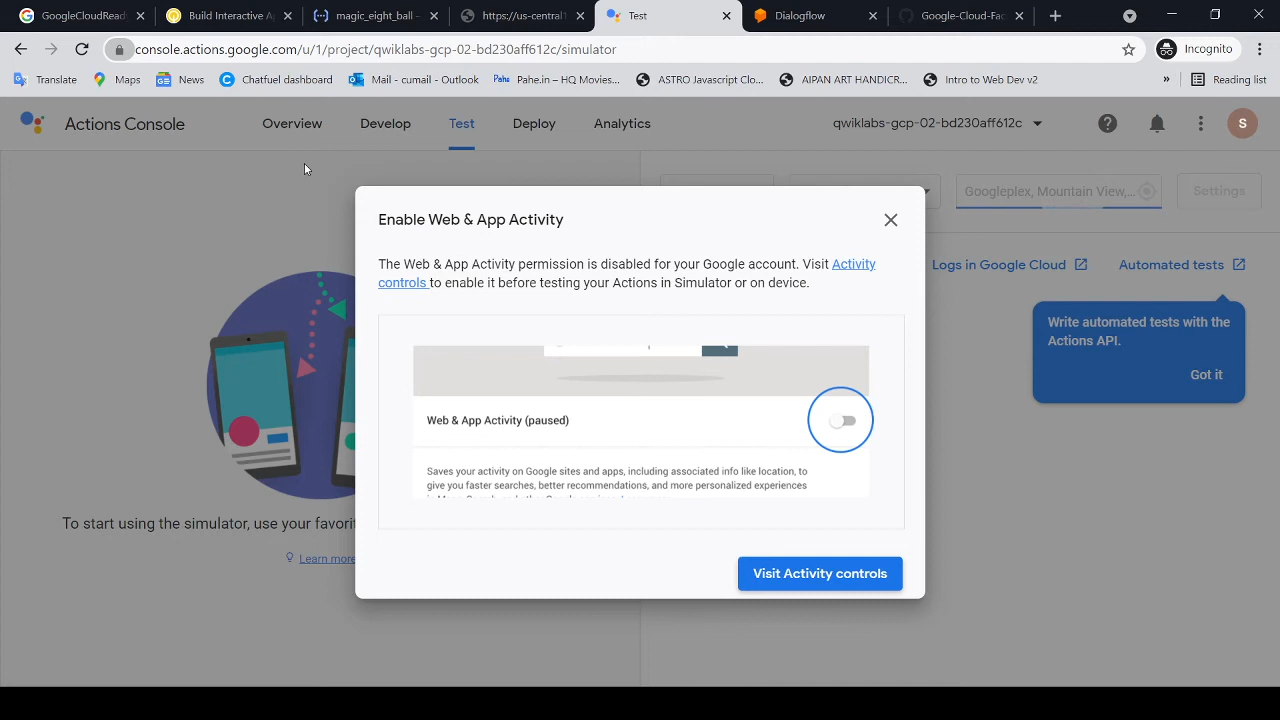 GoogleCloudRead
Build Interactive A
magic_eight_ball –
https://us-central1
Test
Dialogflow
Google-Cloud-Fac
console.actions.google.com/u/1/project/qwiklabs-gcp-02-bd230aff612c/simulator
Incognito
Translate
Maps
News
Chatfuel dashboard
Mail - cumail - Outlook
Pahe Pahe.in – HQ Movies...
ASTRO Javascript Clo...
AIPAN ART HANDICR...
Intro to Web Dev v2
»
Reading list
Actions Console
Overview
Develop
Test
Deploy
Analytics
qwiklabs-gcp-02-bd230aff612c
S
Googleplex, Mountain View,...
Settings
Enable Web & App Activity
The Web & App Activity permission is disabled for your Google account. Visit Activity
controls to enable it before testing your Actions in Simulator or on device.
Web & App Activity (paused)
Saves your activity on Google sites and apps, including associated info like location, to
give you faster searches, better recommendations, and more personalized experiences
Visit Activity controls
To start using the simulator, use your favorit
Learn more
Logs in Google Cloud
Automated tests
Write automated tests with the
Actions API.
Got it